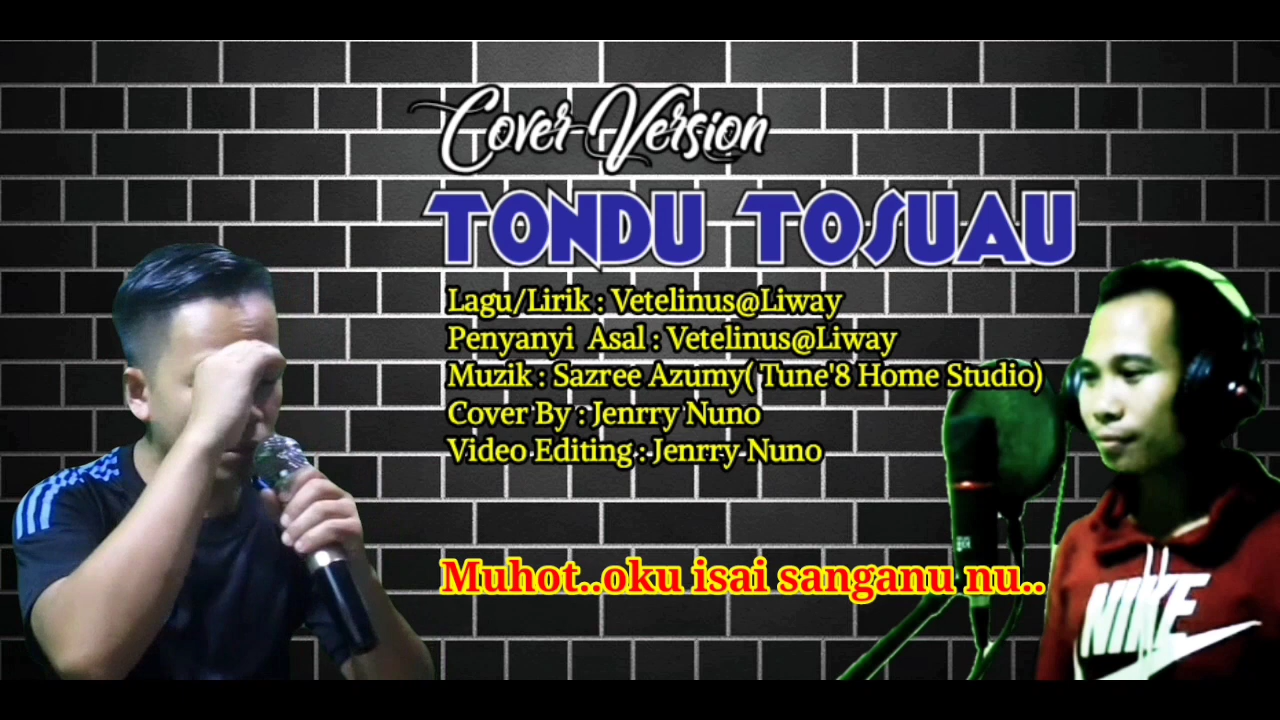 Cover Version
TONDU TOSUAU
Lagu/Lirik : Vetelinus@Liway
Penyanyi Asal : Vetelinus@Liway
Muzik : Sazree Azumy( Tune'8 Home Studio)
Cover By : Jenrry Nuno
Video Editing : Jenrry Nuno
Muhot..oku isai sanganu nu..
NIKE